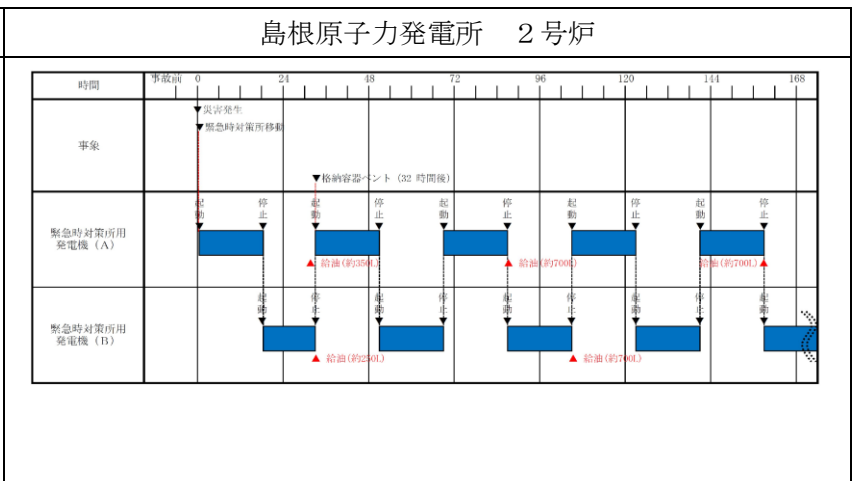 島根原子力発電所　２号炉
時間
事故前 0 24 48 72 96 120 144 168
事象
▼災害発生
▼緊急時対策所移動
▼格納容器ベント (32 時間後)
緊急時対策所用
発電機（A）
起動 停止 起動 停止 起動 停止 起動 停止 起動 停止
▲ 給油(約350L) ▲ 給油(約700L) 給油(約700L) ▲
緊急時対策所用
発電機（B）
起動 停止 起動 停止 起動 停止 起動 停止 起動
▲ 給油(約250L) ▲ 給油(約700L)